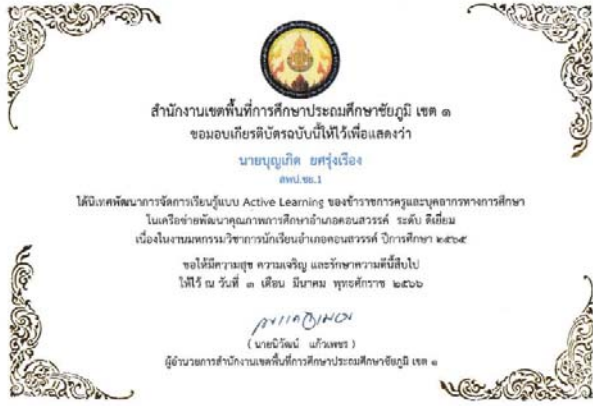 สำนักงานเขตพื้นที่การศึกษาประถมศึกษาชัยภูมิ เขต ๑
ขอมอบเกียรติบัตรฉบับนี้ให้ไว้เพื่อแสดงว่า
นายบุญเกิด ยศรุ่งเรือง
สพป.ชย.1
ได้นิเทศพัฒนาการจัดการเรียนรู้แบบ Active Learning ของข้าราชการครูและบุคลากรทางการศึกษา
ในเครือข่ายพัฒนาคุณภาพการศึกษาอำเภอคอนสวรรค์ ระดับ ดีเยี่ยม
เนื่องในงานมหกรรมวิชาการนักเรียนอำเภอคอนสวรรค์ ปีการศึกษา ๒๕๖๕
ขอให้มีความสุข ความเจริญ และรักษาความดีนี้สืบไป
ให้ไว้ ณ วันที่ ๓ เดือน มีนาคม พุทธศักราช ๒๕๖๖
( นายนิวัฒน์ แก้วเพชร )
ผู้อำนวยการสำนักงานเขตพื้นที่การศึกษาประถมศึกษาชัยภูมิ เขต ๑